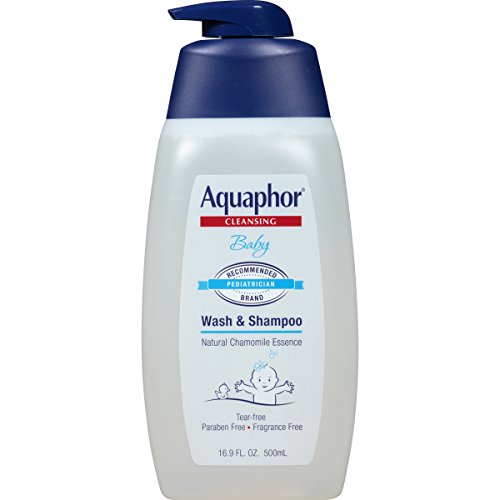 Aquaphor®
CLEANSING
Baby
RECOMMENDED
PEDIATRICIAN
BRAND
Wash & Shampoo
Natural Chamomile Essence
Tear-free
Paraben Free • Fragrance Free
16.9 FL. OZ. 500mL